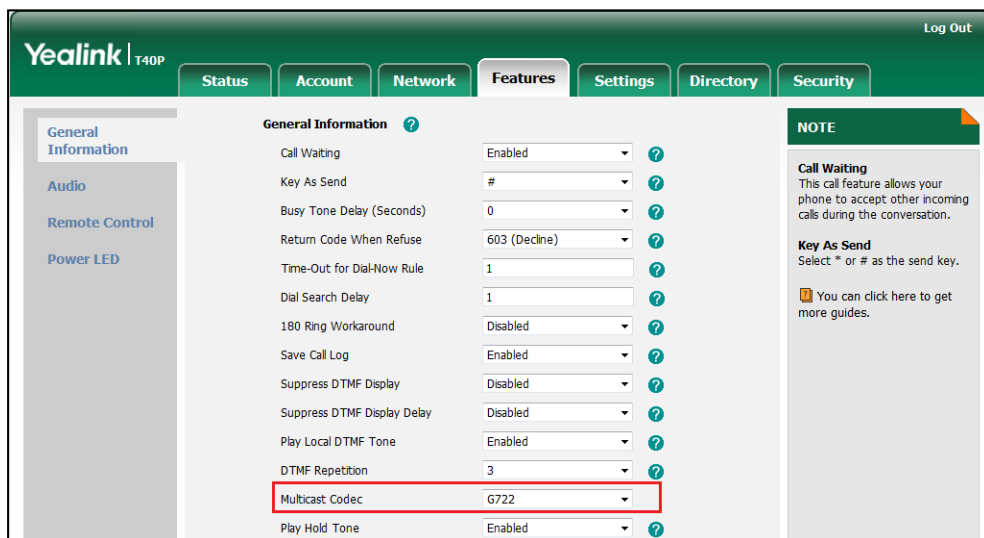 Log Out
Yealink | T40P
Status Account Network Features Settings Directory Security
General
Information
Audio
Remote Control
Power LED
General Information ?
Call Waiting Enabled ?
Key As Send # ?
Busy Tone Delay (Seconds) 0 ?
Return Code When Refuse 603 (Decline) ?
Time-Out for Dial-Now Rule 1 ?
Dial Search Delay 1 ?
180 Ring Workaround Disabled ?
Save Call Log Enabled ?
Suppress DTMF Display Disabled ?
Suppress DTMF Display Delay Disabled ?
Play Local DTMF Tone Enabled ?
DTMF Repetition 3 ?
Multicast Codec G722
Play Hold Tone Enabled ?
NOTE
Call Waiting
This call feature allows your
phone to accept other incoming
calls during the conversation.
Key As Send
Select * or # as the send key.
? You can click here to get
more guides.